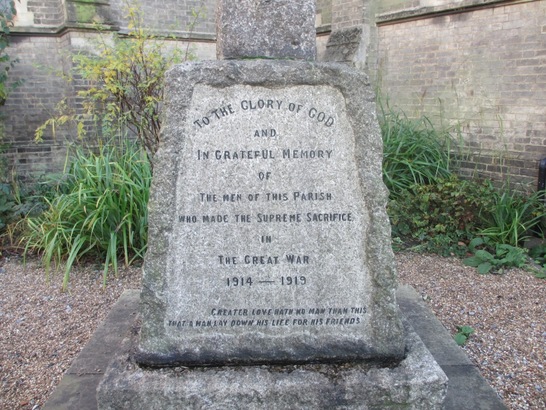 TO THE GLORY OF GOD
AND
IN GRATEFUL MEMORY
OF
THE MEN OF THIS PARISH
WHO MADE THE SUPREME SACRIFICE
IN
THE GREAT WAR
1914 — 1919
GREATER LOVE HATH NO MAN THAN THIS
THAT A MAN LAY DOWN HIS LIFE FOR HIS FRIENDS